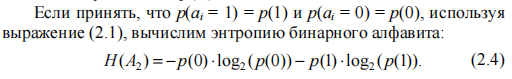 Если принять, что p(aᵢ = 1) = p(1) и p(aᵢ = 0) = p(0), используя
выражение (2.1), вычислим энтропию бинарного алфавита:
H(A₂) = −p(0) · log₂(p(0)) − p(1) · log₂(p(1)). (2.4)